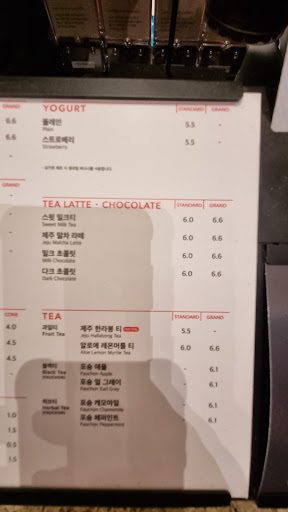 GRAND
6.6
6.6
-
-
-
GRAND
-
-
-
-
CONE
4.0
4.5
4.5
-
1.0
1.5
0.5
1.5
YOGURT STANDARD GRAND
플레인 5.5 -
Plain
스트로베리 5.5 -
Strawberry
TEA LATTE · CHOCOLATE STANDARD GRAND
스윗 밀크티 6.0 6.6
Sweet Milk Tea
제주 말차 라떼 6.0 6.6
Jeju Matcha Latte
밀크 초콜릿 6.0 6.6
Milk Chocolate
다크 초콜릿 6.0 6.6
Dark Chocolate
TEA STANDARD GRAND
과일티 제주 한라봉 티 5.5 -
Fruit Tea Jeju Hallabong Tea
알로에 레몬머틀 티 6.0 6.6
Aloe Lemon Myrtle Tea
블랙티 포숑 애플 - 6.1
Black Tea Fauchon Apple
포숑 얼 그레이 - 6.1
Fauchon Earl Grey
허브티 포숑 캐모마일 - 6.1
Herbal Tea Fauchon Chamomile
포숑 페퍼민트 - 6.1
Fauchon Peppermint